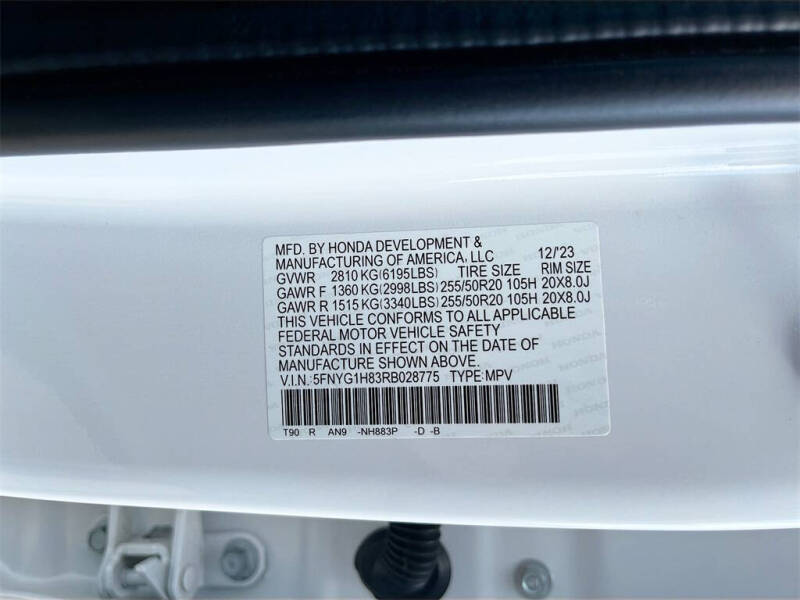 MFD. BY HONDA DEVELOPMENT &
MANUFACTURING OF AMERICA, LLC 12/'23
GVWR 2810 KG(6195LBS) TIRE SIZE RIM SIZE
GAWR F 1360 KG(2998LBS) 255/50R20 105H 20X8.0J
GAWR R 1515 KG(3340LBS) 255/50R20 105H 20X8.0J
THIS VEHICLE CONFORMS TO ALL APPLICABLE
FEDERAL MOTOR VEHICLE SAFETY
STANDARDS IN EFFECT ON THE DATE OF
MANUFACTURE SHOWN ABOVE.
V.I.N.: 5FNYG1H83RB028775 TYPE:MPV
T90 R AN9 -NH883P -D -B